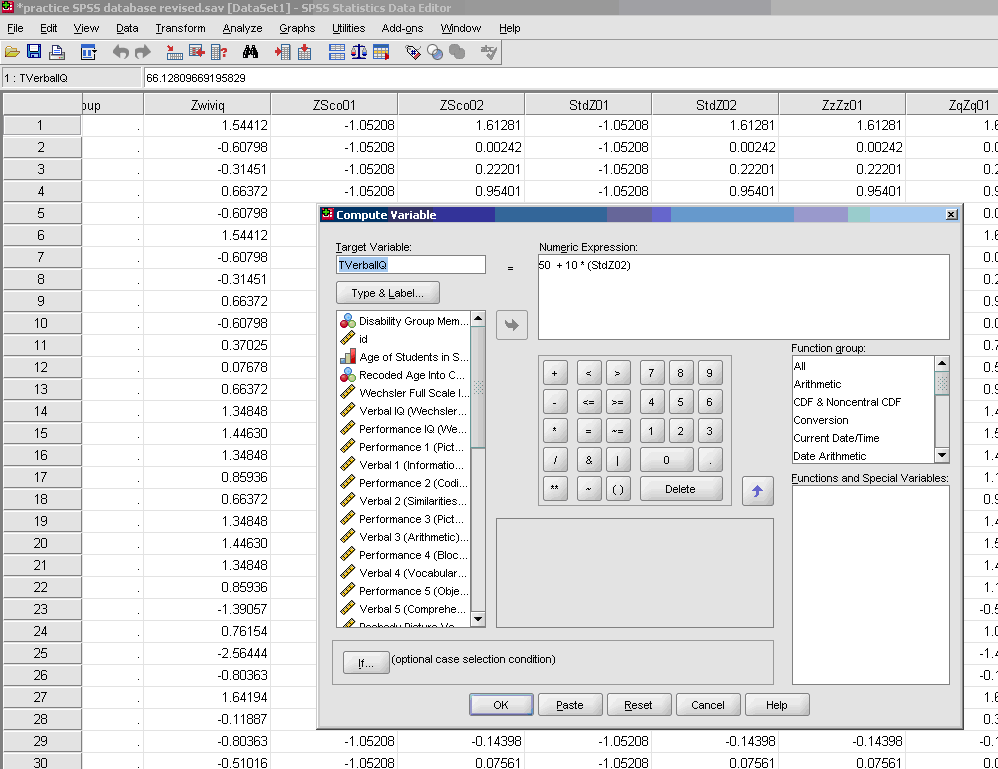 *practice SPSS database revised.sav [DataSet1] - SPSS Statistics Data Editor
File Edit View Data Transform Analyze Graphs Utilities Add-ons Window Help
1 : TVerbalIQ 66.12809669195829
oup Zwiviq ZSco01 ZSco02 StdZ01 StdZ02 ZzZz01 ZqZq01
1 . 1.54412 -1.05208 1.61281 -1.05208 1.61281 1.61281 1.6
2 . -0.60798 -1.05208 0.00242 -1.05208 0.00242 0.00242 0.0
3 . -0.31451 -1.05208 0.22201 -1.05208 0.22201 0.22201 0.2
4 . 0.66372 -1.05208 0.95401 -1.05208 0.95401 0.95401 0.9
5 . -0.60798 0.0
6 . 1.54412 1.6
7 . -0.60798 0.0
8 . -0.31451 0.2
9 . 0.66372 0.9
10 . -0.60798 0.0
11 . 0.37025 0.7
12 . 0.07678 0.5
13 . 0.66372 0.9
14 . 1.34848 1.4
15 . 1.44630 1.5
16 . 1.34848 1.4
17 . 0.85936 1.1
18 . 0.66372 0.9
19 . 1.34848 1.4
20 . 1.44630 1.5
21 . 1.34848 1.4
22 . 0.85936 1.1
23 . -1.39057 -0.5
24 . 0.76154 1.0
25 . -2.56444 -1.4
26 . -0.80363 -0.1
27 . 1.64194 1.6
28 . -0.11887 0.3
29 . -0.80363 -1.05208 -0.14398 -1.05208 -0.14398 -0.14398 -0.1
30 . -0.51016 -1.05208 0.07561 -1.05208 0.07561 0.07561 0.0
Compute Variable
Target Variable:
TVerbalIQ
=
Numeric Expression:
50 + 10 * (StdZ02)
Type & Label...
Disability Group Mem...
id
Age of Students in S...
Recoded Age Into C...
Wechsler Full Scale I...
Verbal IQ (Wechsler...
Performance IQ (We...
Performance 1 (Pict...
Verbal 1 (Informatio...
Performance 2 (Codi...
Verbal 2 (Similarities...
Performance 3 (Pict...
Verbal 3 (Arithmetic)...
Performance 4 (Bloc...
Verbal 4 (Vocabular...
Performance 5 (Obje...
Verbal 5 (Comprehe...
Peabody Picture Vo...
+ < > 7 8 9
- <= >= 4 5 6
* = ~= 1 2 3
/ & | 0 .
** ~ ( ) Delete
Function group:
All
Arithmetic
CDF & Noncentral CDF
Conversion
Current Date/Time
Date Arithmetic
Functions and Special Variables:
If... (optional case selection condition)
OK Paste Reset Cancel Help